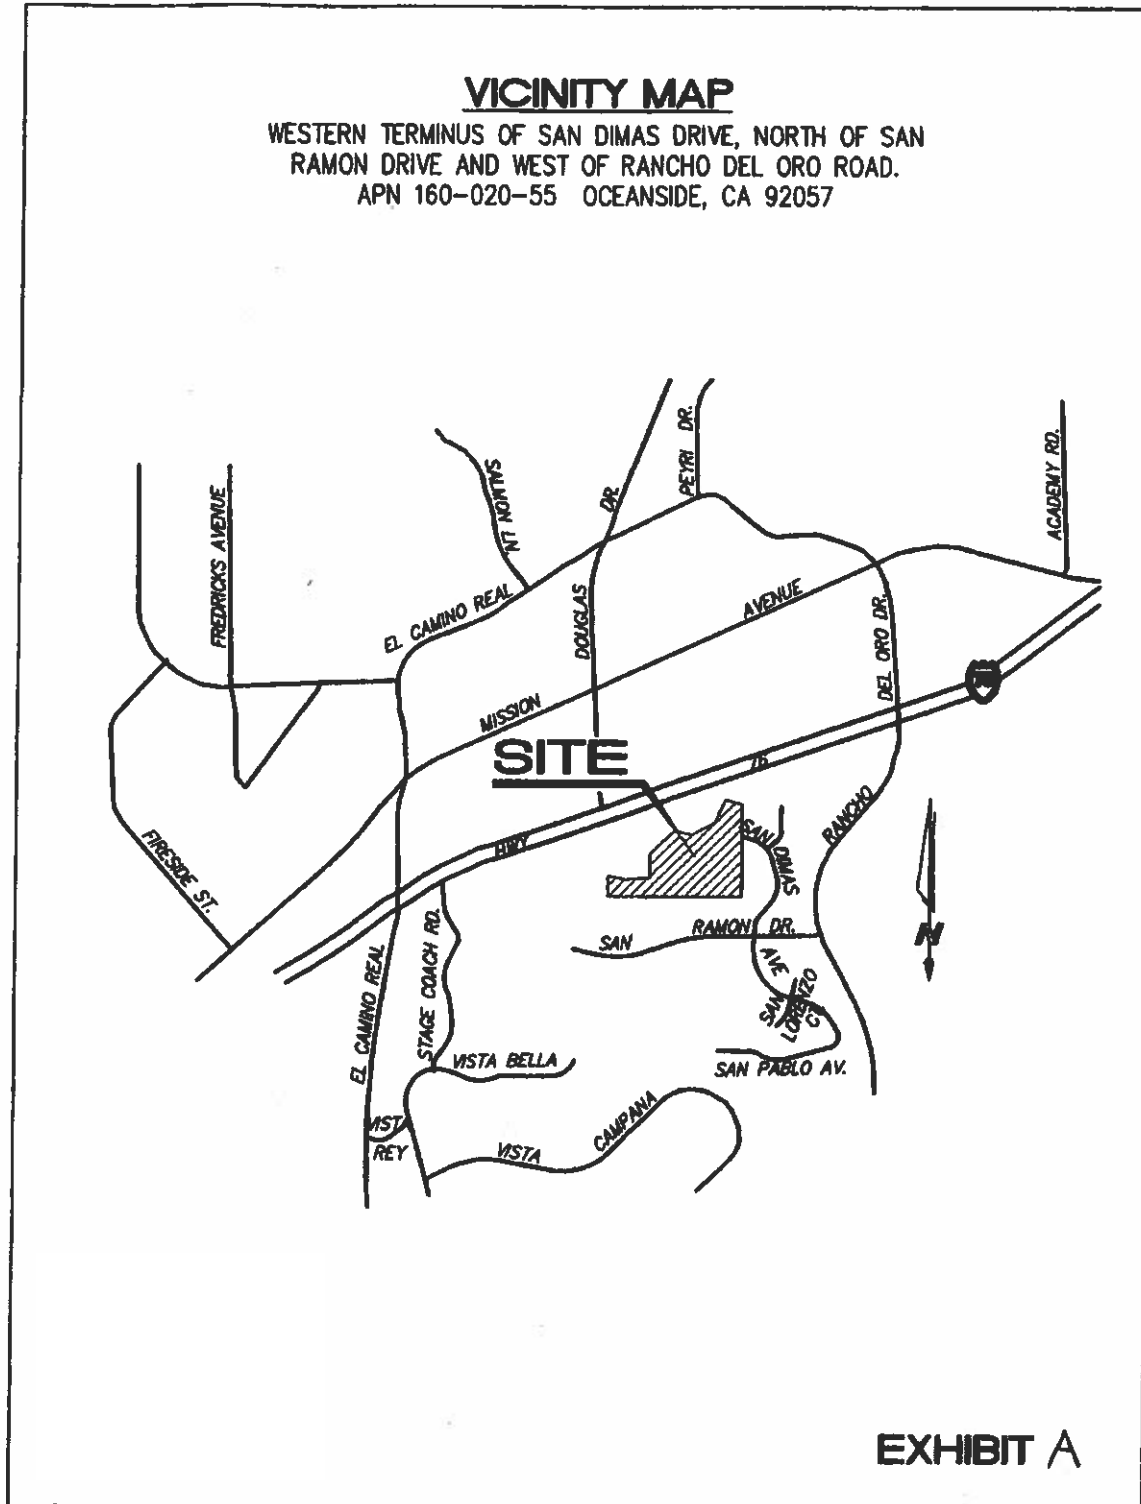 VICINITY MAP
WESTERN TERMINUS OF SAN DIMAS DRIVE, NORTH OF SAN
RAMON DRIVE AND WEST OF RANCHO DEL ORO ROAD.
APN 160-020-55 OCEANSIDE, CA 92057
FREDRICKS AVENUE
SALMON LN.
DR.
PEYRI DR.
ACADEMY RD.
EL CAMINO REAL
DOUGLAS
AVENUE
DEL ORO DR.
MISSION
SITE
76
HWY
FIRESIDE ST.
SAN
DIMAS
RANCHO
SAN
RAMON DR.
AVE
N
EL CAMINO REAL
STAGE COACH RD.
SAN
LORENZO
CT.
VISTA BELLA
SAN PABLO AV.
VIST
REY
VISTA
CAMPANA
EXHIBIT A